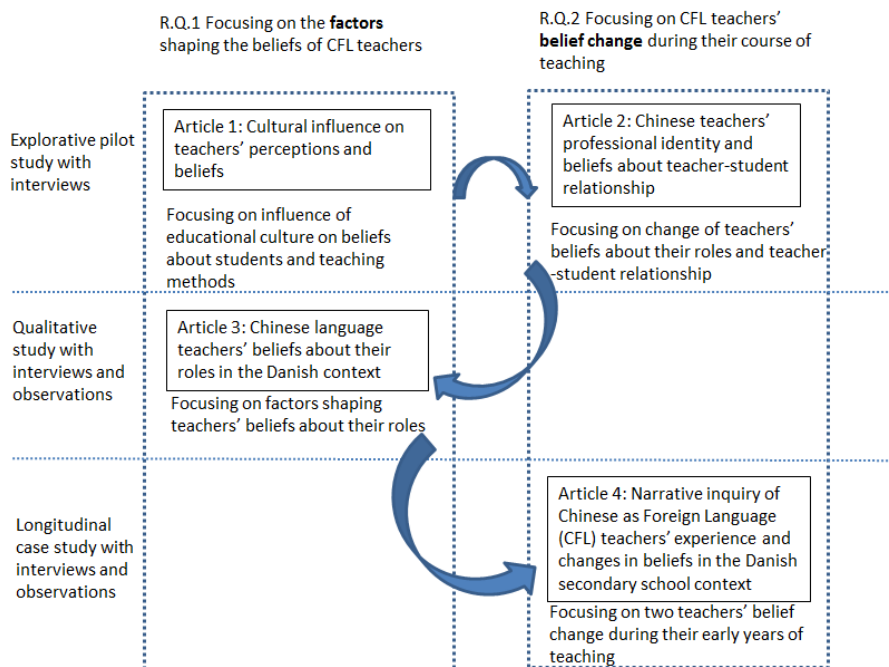 R.Q.1 Focusing on the factors
shaping the beliefs of CFL teachers
R.Q.2 Focusing on CFL teachers’
belief change during their course of
teaching
Explorative pilot
study with
interviews
Article 1: Cultural influence on
teachers’ perceptions and
beliefs
Focusing on influence of
educational culture on beliefs
about students and teaching
methods
Article 2: Chinese teachers’
professional identity and
beliefs about teacher-student
relationship
Focusing on change of teachers’
beliefs about their roles and teacher
-student relationship
Qualitative
study with
interviews and
observations
Article 3: Chinese language
teachers’ beliefs about their
roles in the Danish context
Focusing on factors shaping
teachers’ beliefs about their roles
Longitudinal
case study with
interviews and
observations
Article 4: Narrative inquiry of
Chinese as Foreign Language
(CFL) teachers’ experience and
changes in beliefs in the Danish
secondary school context
Focusing on two teachers’ belief
change during their early years of
teaching